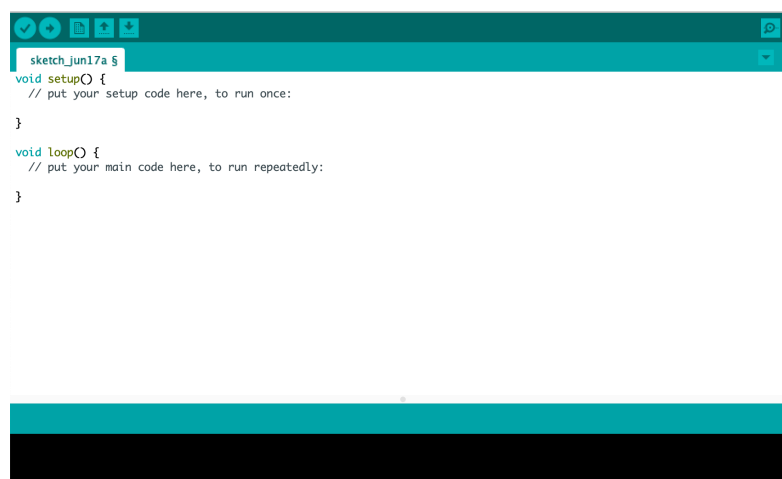 sketch_jun17a §
void setup() {
  // put your setup code here, to run once:
}
void loop() {
  // put your main code here, to run repeatedly:
}